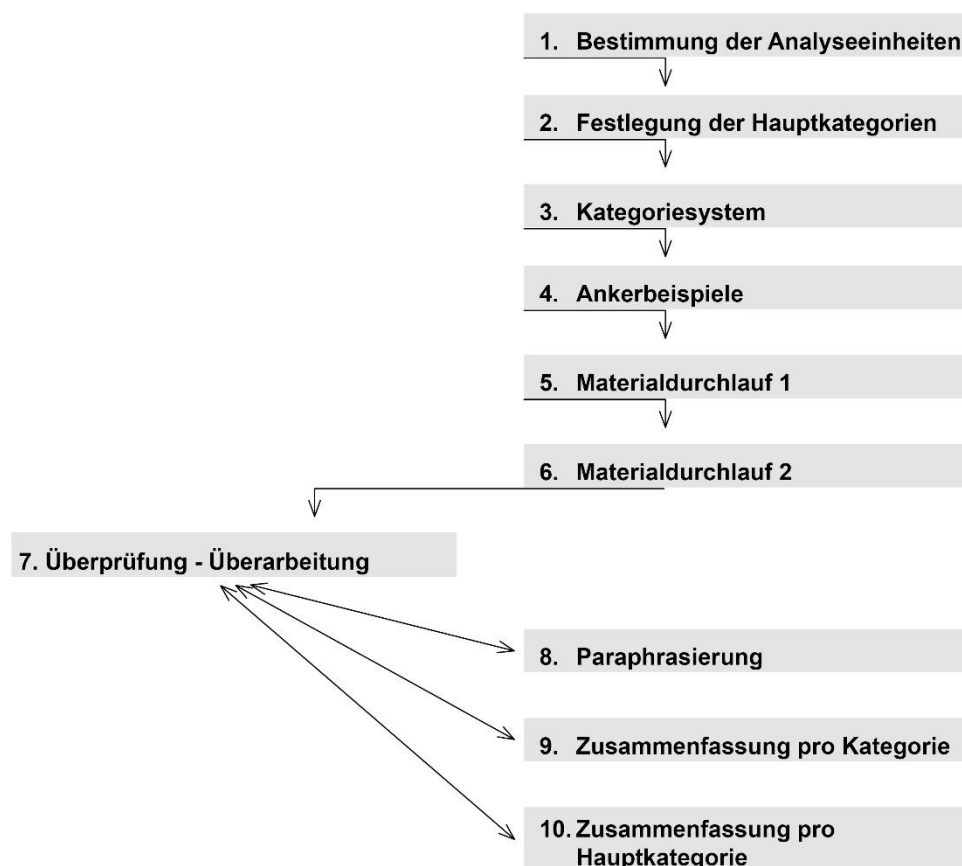 1. Bestimmung der Analyseeinheiten
2. Festlegung der Hauptkategorien
3. Kategoriesystem
4. Ankerbeispiele
5. Materialdurchlauf 1
6. Materialdurchlauf 2
7. Überprüfung - Überarbeitung
8. Paraphrasierung
9. Zusammenfassung pro Kategorie
10. Zusammenfassung pro
Hauptkategorie